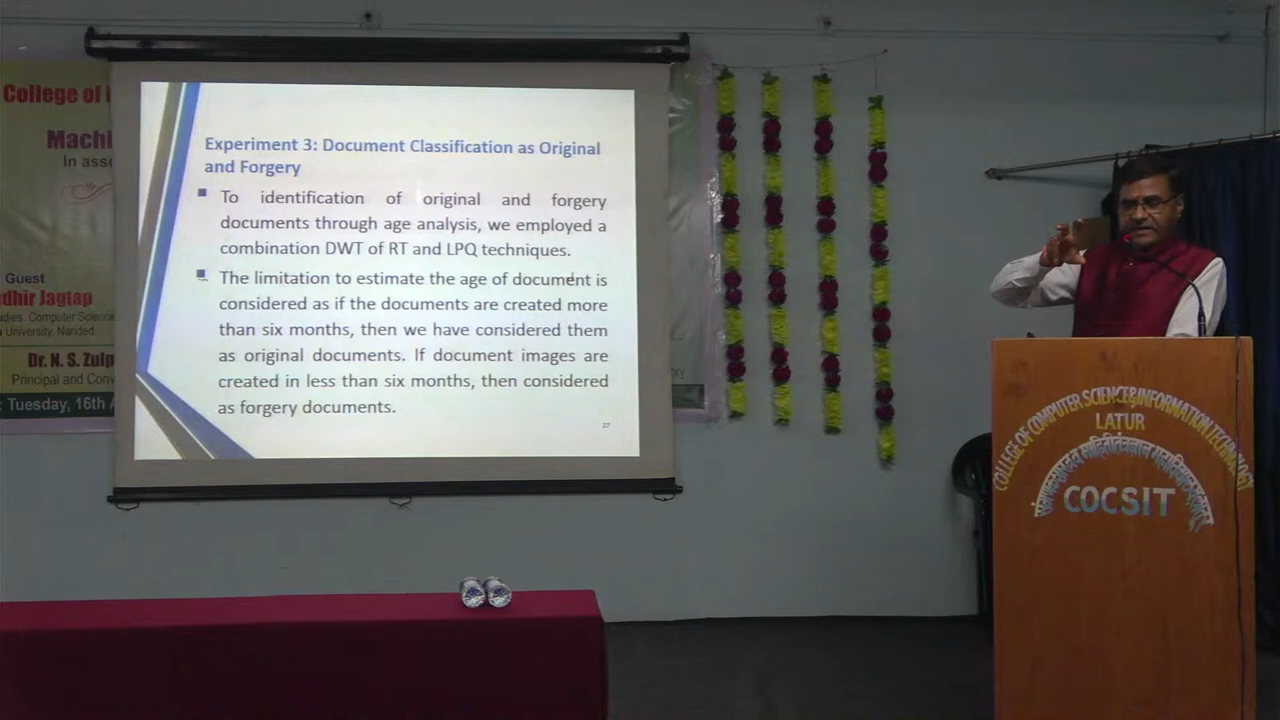 College of
Machi
In asso
Guest
dhir Jagtap
tudies, Computer Science
University, Nanded.
Dr. N. S. Zulp
Principal and Conv
: Tuesday, 16th A
Experiment 3: Document Classification as Original
and Forgery
To identification of original and forgery
documents through age analysis, we employed a
combination DWT of RT and LPQ techniques.
The limitation to estimate the age of document is
considered as if the documents are created more
than six months, then we have considered them
as original documents. If document images are
created in less than six months, then considered
as forgery documents.
27
COLLEGE OF COMPUTER SCIENCE & INFORMATION TECHNOLOGY
LATUR
COCSIT